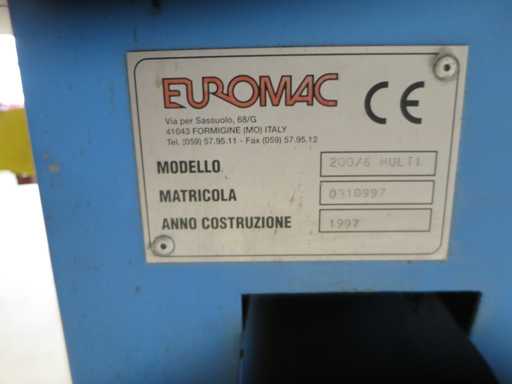 EUROMAC
CE
Via per Sassuolo, 68/G
41043 FORMIGINE (MO) ITALY
Tel. (059) 57.95.11 - Fax (059) 57.95.12
MODELLO 200/6 MULTI
MATRICOLA 0310997
ANNO COSTRUZIONE 1997